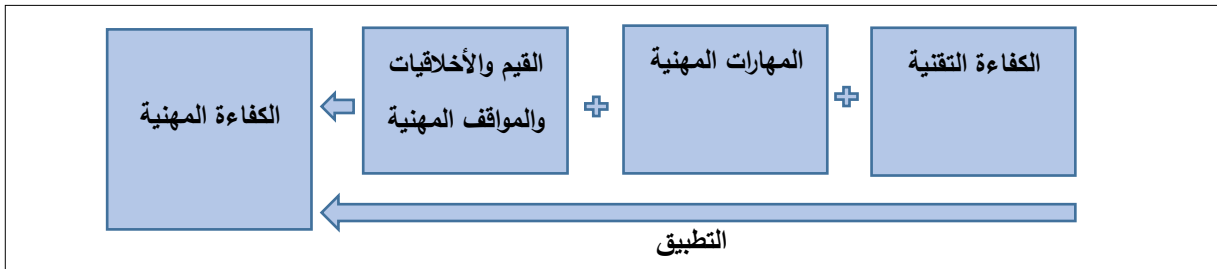 الكفاءة التقنية
المهارات المهنية
القيم والأخلاقيات
والمواقف المهنية
الكفاءة المهنية
التطبيق